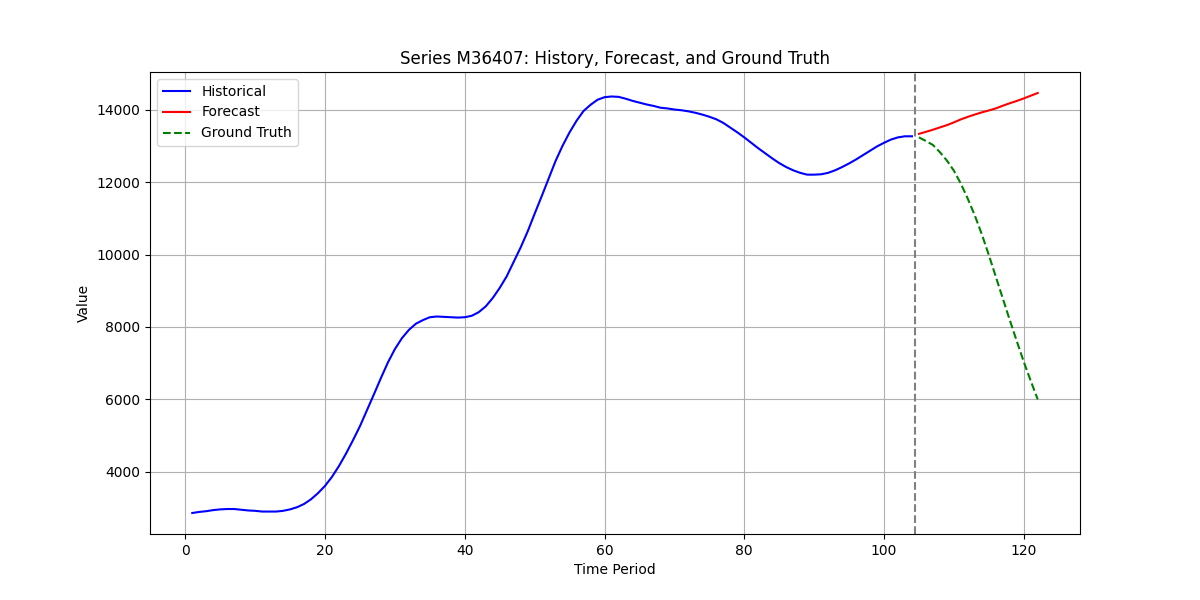 Series M36407: History, Forecast, and Ground Truth
Historical
Forecast
Ground Truth
14000
12000
10000
8000
6000
4000
Value
0 20 40 60 80 100 120
Time Period